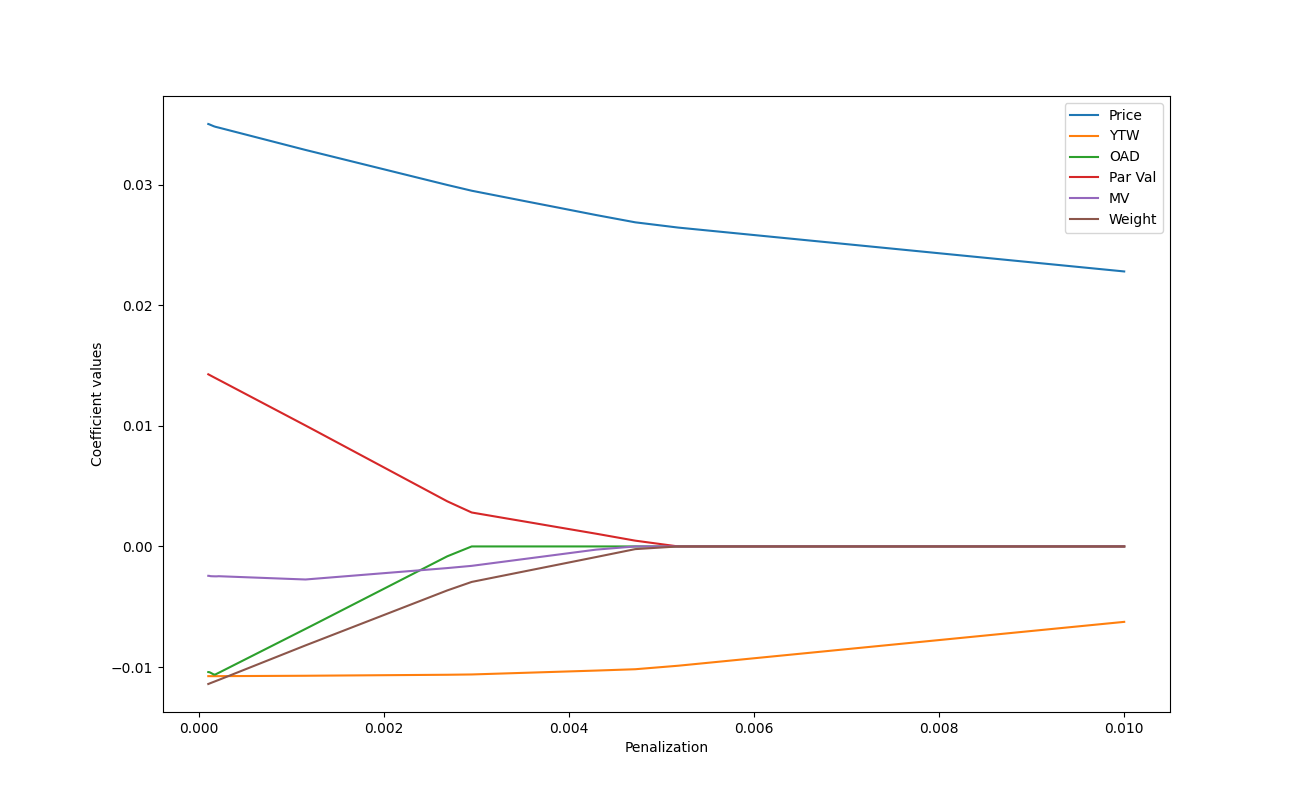 Price
YTW
OAD
Par Val
MV
Weight
0.03
0.02
0.01
0.00
−0.01
Coefficient values
0.000 0.002 0.004 0.006 0.008 0.010
Penalization